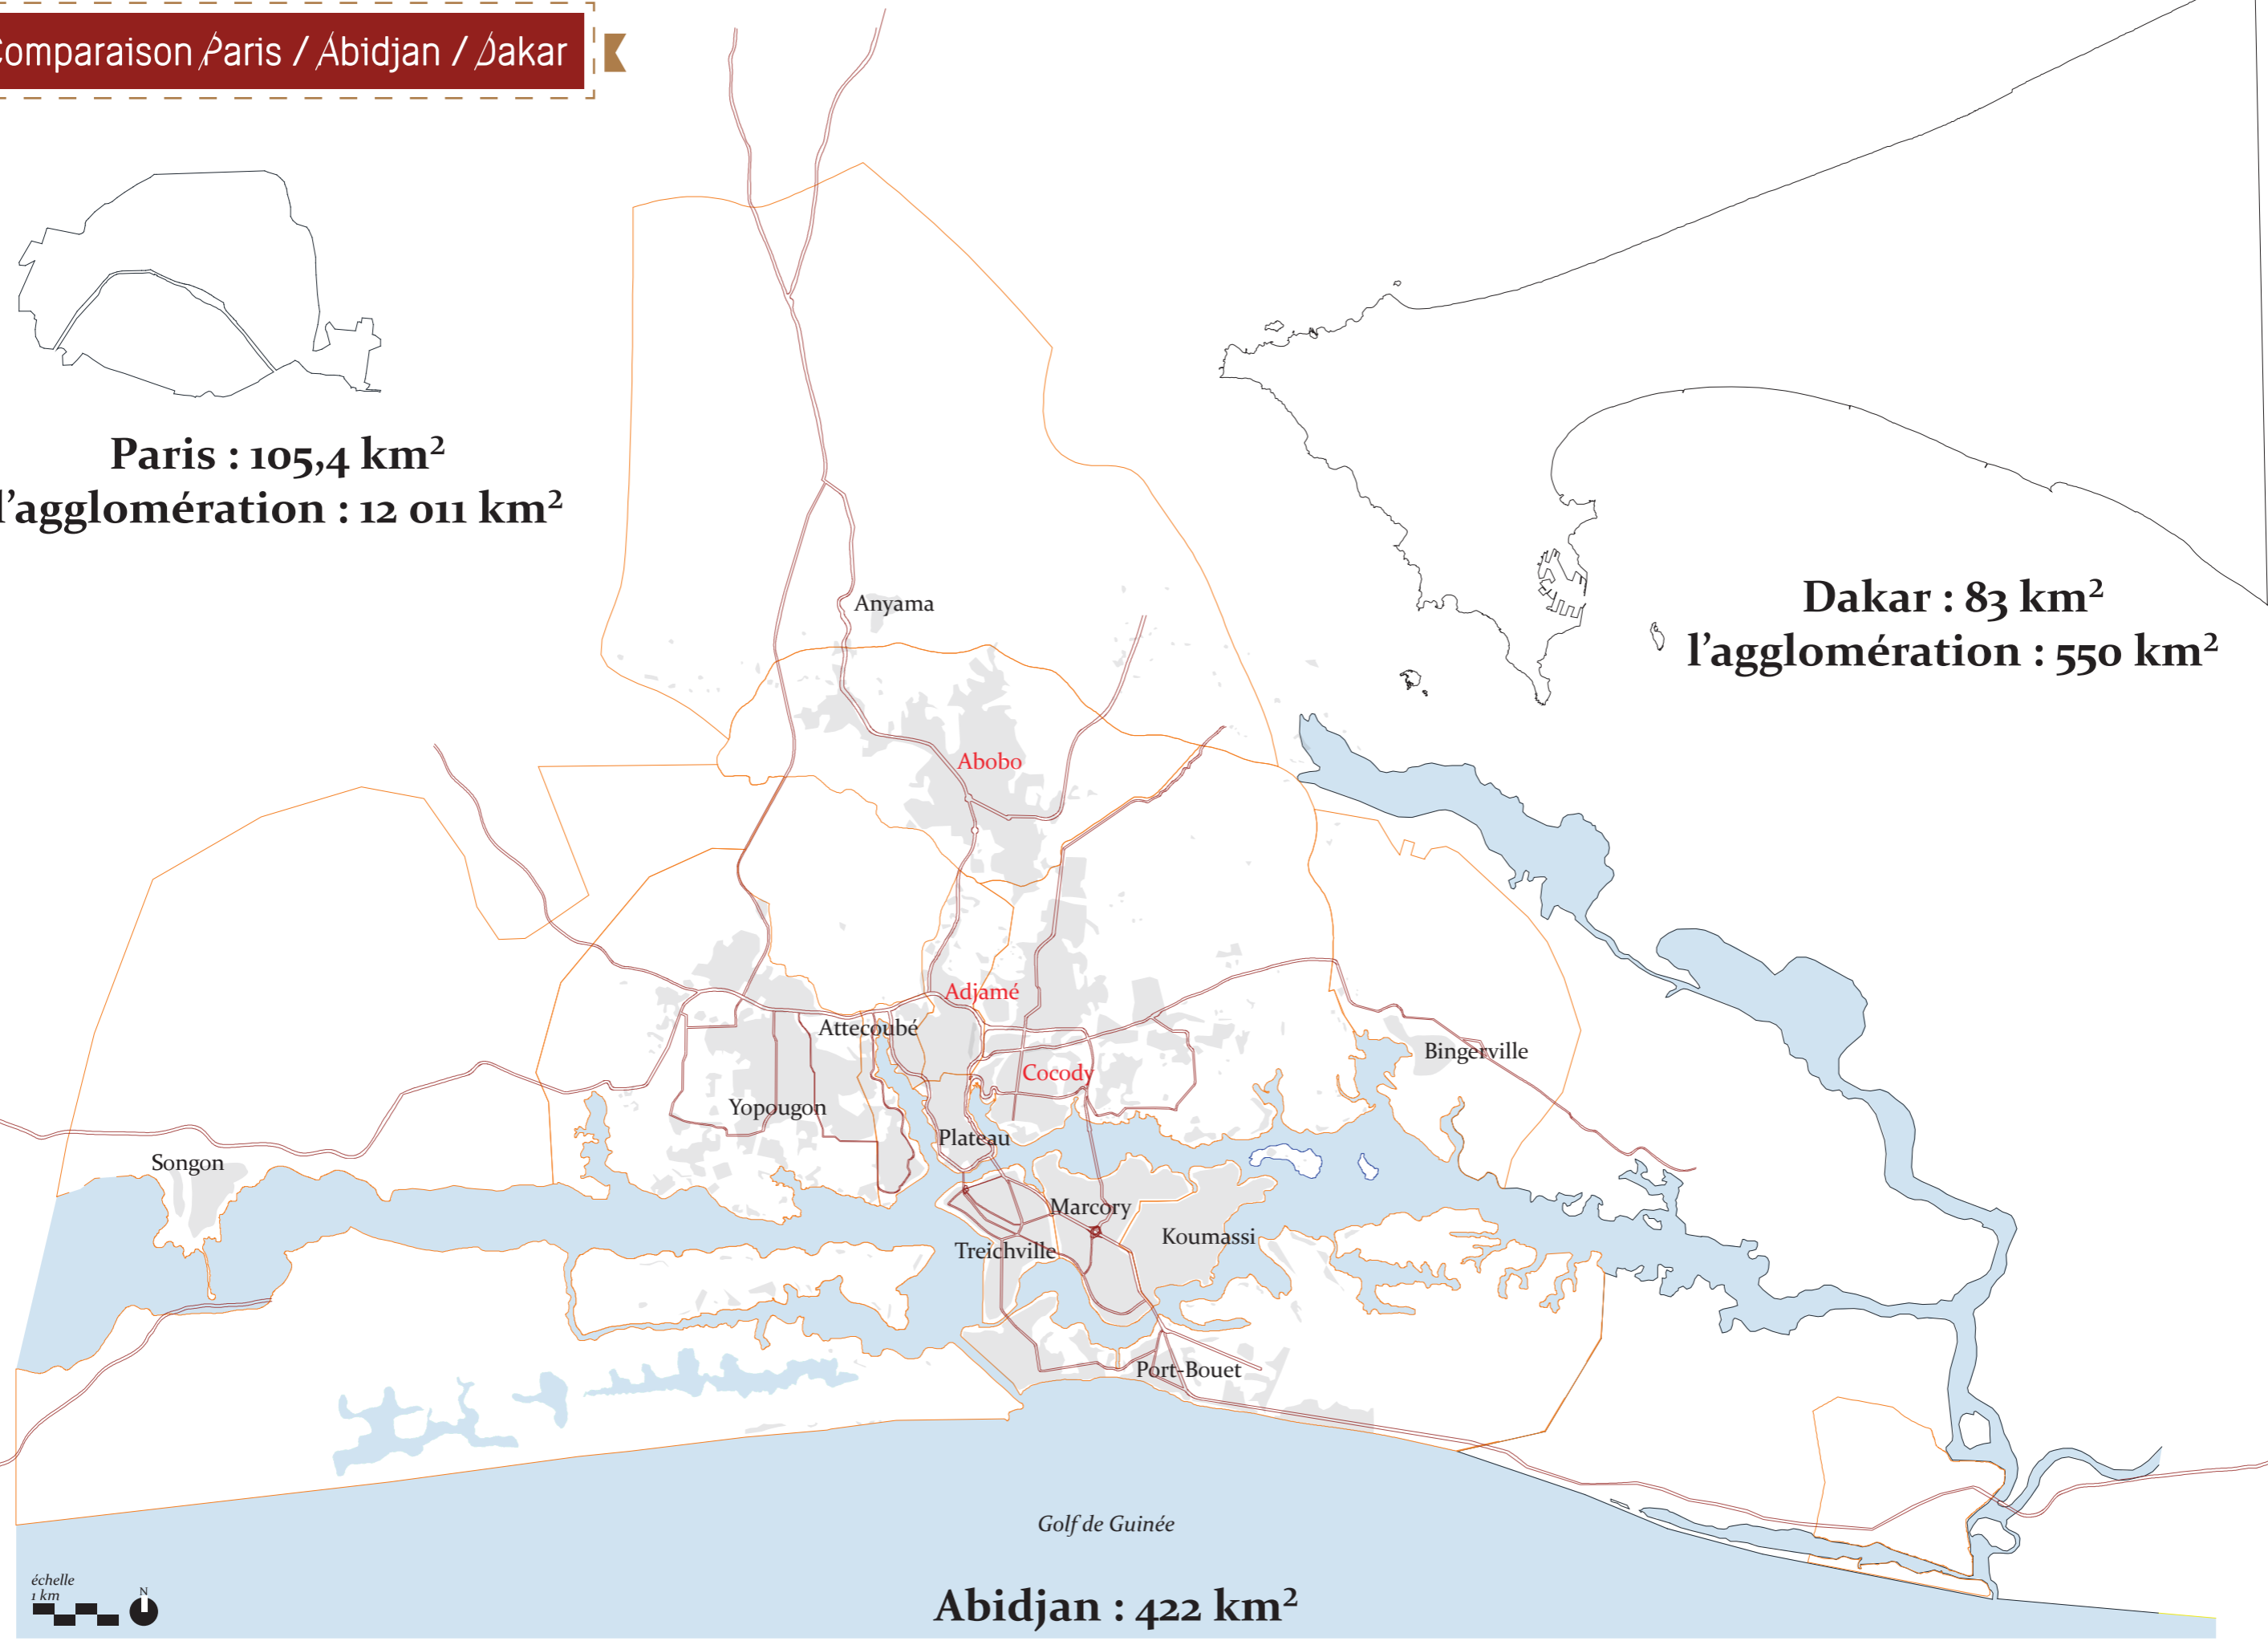 Comparaison Paris / Abidjan / Dakar
Paris : 105,4 km²
l’agglomération : 12 011 km²
Dakar : 83 km²
l’agglomération : 550 km²
Anyama
Abobo
Adjamé
Attecoubé
Bingerville
Cocody
Yopougon
Plateau
Songon
Marcory
Koumassi
Treichville
Port-Bouet
Golf de Guinée
échelle
1 km
N
Abidjan : 422 km²